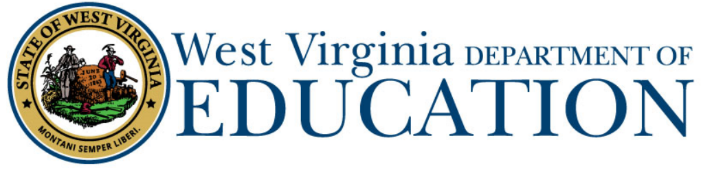 STATE OF WEST VIRGINIA
JUNE
20
1863
MONTANI SEMPER LIBERI.
West Virginia DEPARTMENT OF
EDUCATION